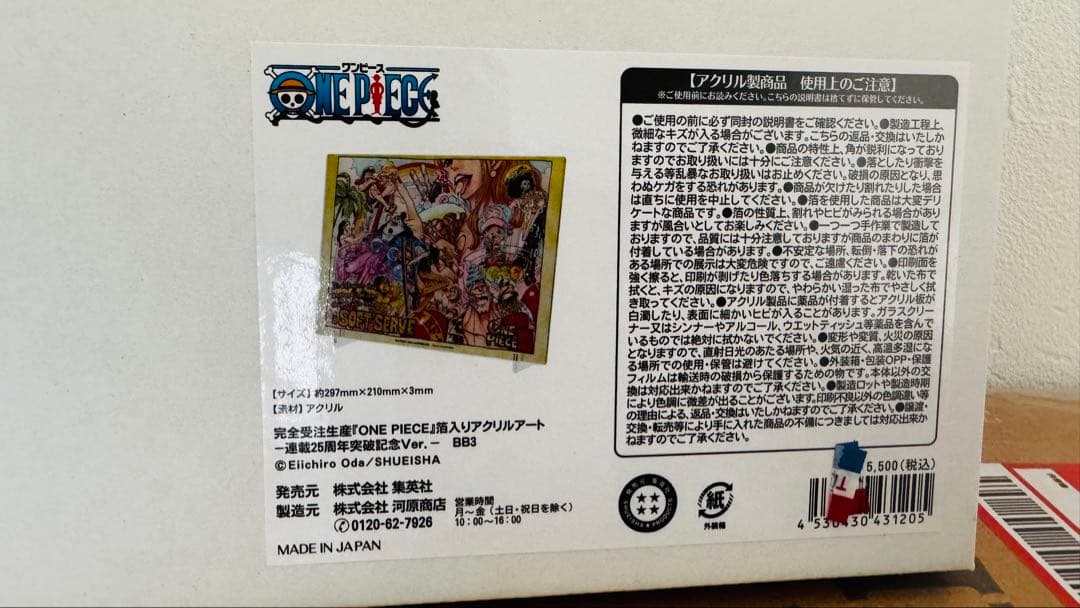 ワンピース
ONE PIECE
SOFT SERVE
ONE PIECE
【サイズ】約297mm×210mm×3mm
【素材】アクリル
完全受注生産『ONE PIECE』箔入りアクリルアート
－連載25周年突破記念Ver.－ BB3
©Eiichiro Oda/SHUEISHA
発売元 株式会社 集英社
製造元 株式会社 河原商店
0120-62-7926
営業時間
月～金（土日・祝日を除く）
10:00～16:00
MADE IN JAPAN
【アクリル製商品 使用上のご注意】
※ご使用前にお読みください。こちらの説明書は捨てずに保管してください。
●ご使用の前に必ず同封の説明書をご確認ください。●製造工程上、
微細なキズが入る場合がございます。こちらの返品・交換はいたしか
ねますのでご了承ください。●商品の特性上、角が鋭利になっており
ますのでお取り扱いには十分にご注意ください。●落としたり衝撃
を与える等乱暴なお取り扱いはお止めください。破損の原因となり、思
わぬケガをする恐れがあります。●商品が欠けたり割れたりした場合
は直ちに使用を中止してください。●箔を使用した商品は大変デリ
ケートな商品です。●箔の性質上、割れやヒビがみられる場合があり
ますが風合いとしてお楽しみください。●一つ一つ手作業で製造して
おりますので、品質には十分注意しておりますが商品のまわりに箔が
付着している場合があります。●不安定な場所、転倒・落下の恐れが
ある場所での展示は大変危険ですので、ご遠慮ください。●印刷面を
強く擦ると、印刷が剥げたり色落ちする場合があります。乾いた布で
拭くと、キズの原因になりますので、やわらかい湿った布でやさしく拭
き取ってください。●アクリル製品に薬品が付着するとアクリル板が
白濁したり、表面に細かいヒビが入ることがあります。ガラスクリー
ナー又はシンナーやアルコール、ウエットティッシュ等薬品を含んで
いるものでは絶対に拭かないでください。●変形や変質、火災の原因
となりますので、直射日光のあたる場所や、火気の近く、高温多湿にな
る場所での使用・保管は避けてください。●外装箱・包装OPP・保護
フィルムは輸送時の破損から保護するための物です。本体以外の交換
は対応出来かねますのでご了承ください。●製造ロットや製造時期
により色調に微差が出ることがございます。印刷不良以外の色調違い等
の理由による、返品・交換はいたしかねますのでご了承ください。●譲渡・
交換・転売等により手に入れた商品の不備につきましては対応出来か
ねますのでご了承ください。
SHUEISHA PRODUCTS
紙
外装箱
5,500(税込)
4 530430 431205